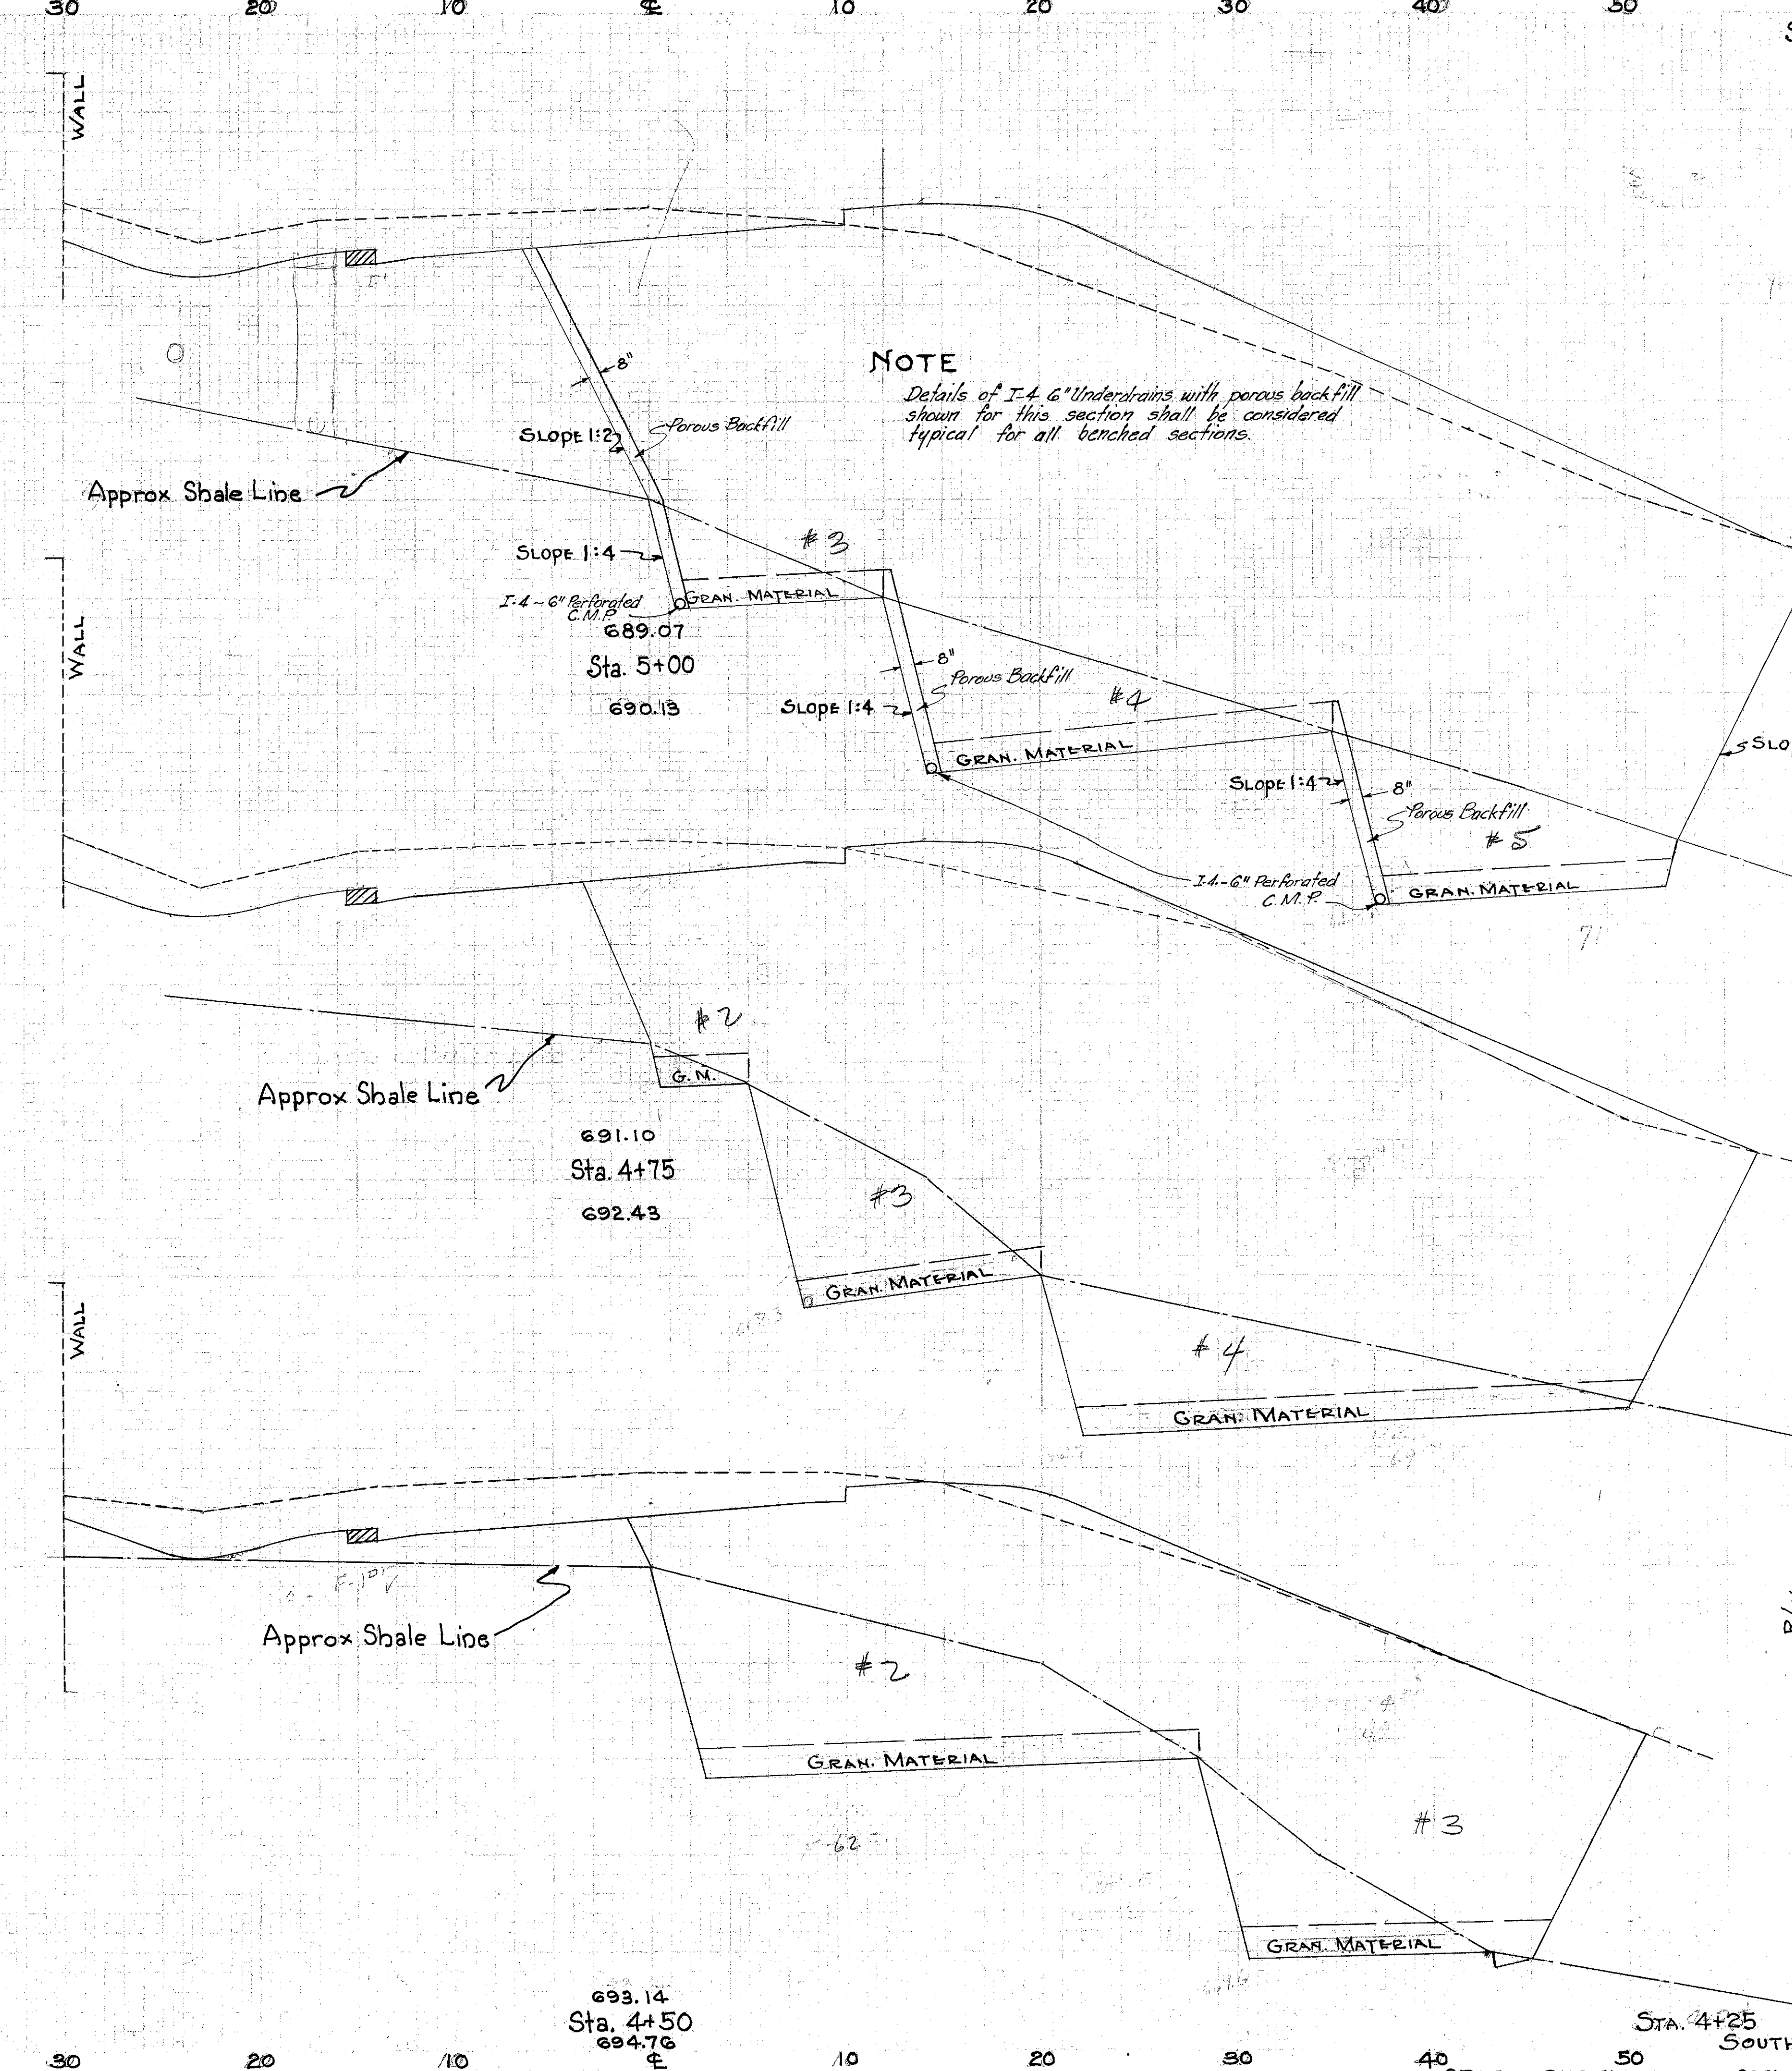 30 20 10 ℄ 10 20 30 40 50
WALL
NOTE
Details of I-4 6" Underdrains with porous backfill
shown for this section shall be considered
typical for all benched sections.
8"
SLOPE 1:2
Porous Backfill
Approx Shale Line
SLOPE 1:4
#3
I-4-6" Perforated
C.M.P.
GRAN. MATERIAL
689.07
Sta. 5+00
690.13
WALL
8"
Porous Backfill
SLOPE 1:4
#4
GRAN. MATERIAL
SLO
SLOPE 1:4
8"
Porous Backfill
#5
I-4-6" Perforated
C.M.P.
GRAN. MATERIAL
71
#2
G.M.
Approx Shale Line
691.10
Sta. 4+75
692.43
#3
GRAN. MATERIAL
WALL
#4
GRAN. MATERIAL
Approx Shale Line
#2
GRAN. MATERIAL
62
#3
GRAN. MATERIAL
693.14
Sta. 4+50
694.76
STA. 4+25
SOUTH
30 20 10 ℄ 10 20 30 40 50